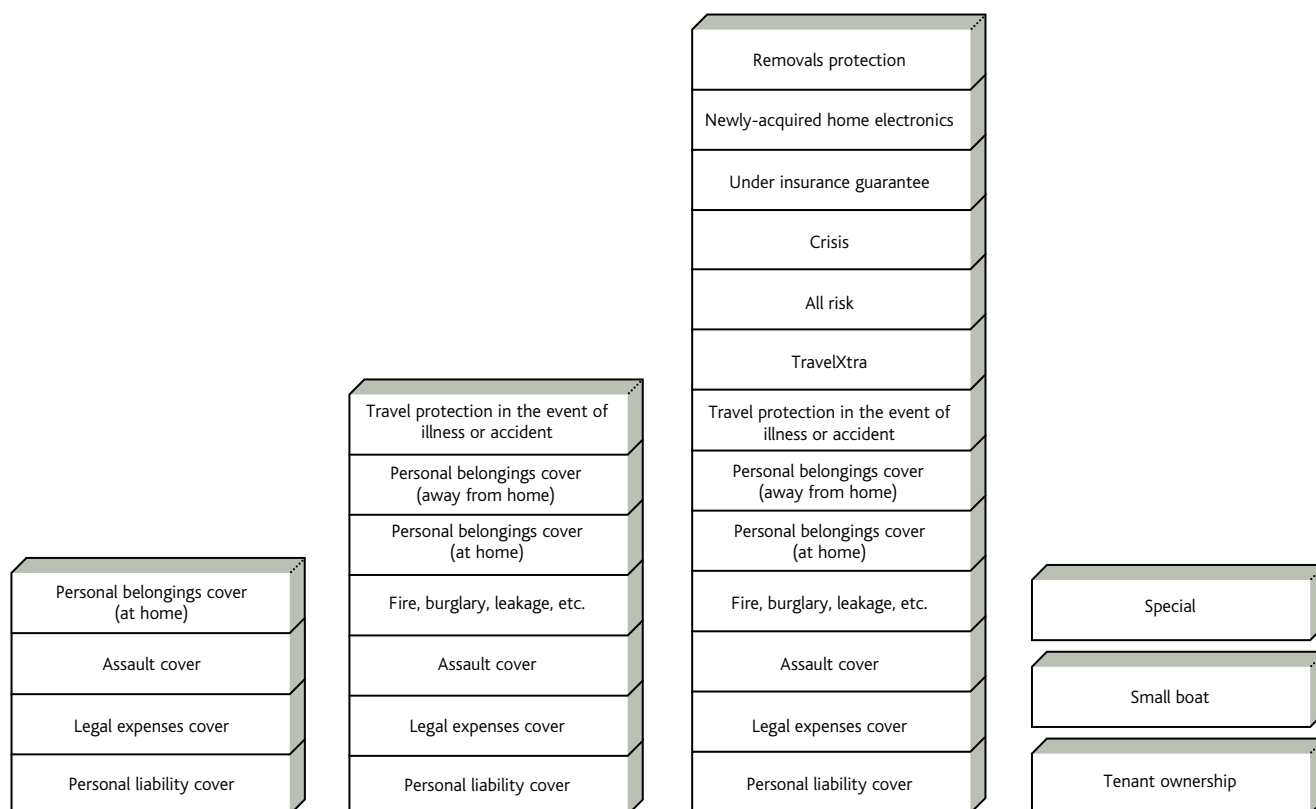 Personal belongings cover
(at home)
Assault cover
Legal expenses cover
Personal liability cover
Travel protection in the event of
illness or accident
Personal belongings cover
(away from home)
Personal belongings cover
(at home)
Fire, burglary, leakage, etc.
Assault cover
Legal expenses cover
Personal liability cover
Removals protection
Newly-acquired home electronics
Under insurance guarantee
Crisis
All risk
TravelXtra
Travel protection in the event of
illness or accident
Personal belongings cover
(away from home)
Personal belongings cover
(at home)
Fire, burglary, leakage, etc.
Assault cover
Legal expenses cover
Personal liability cover
Special
Small boat
Tenant ownership